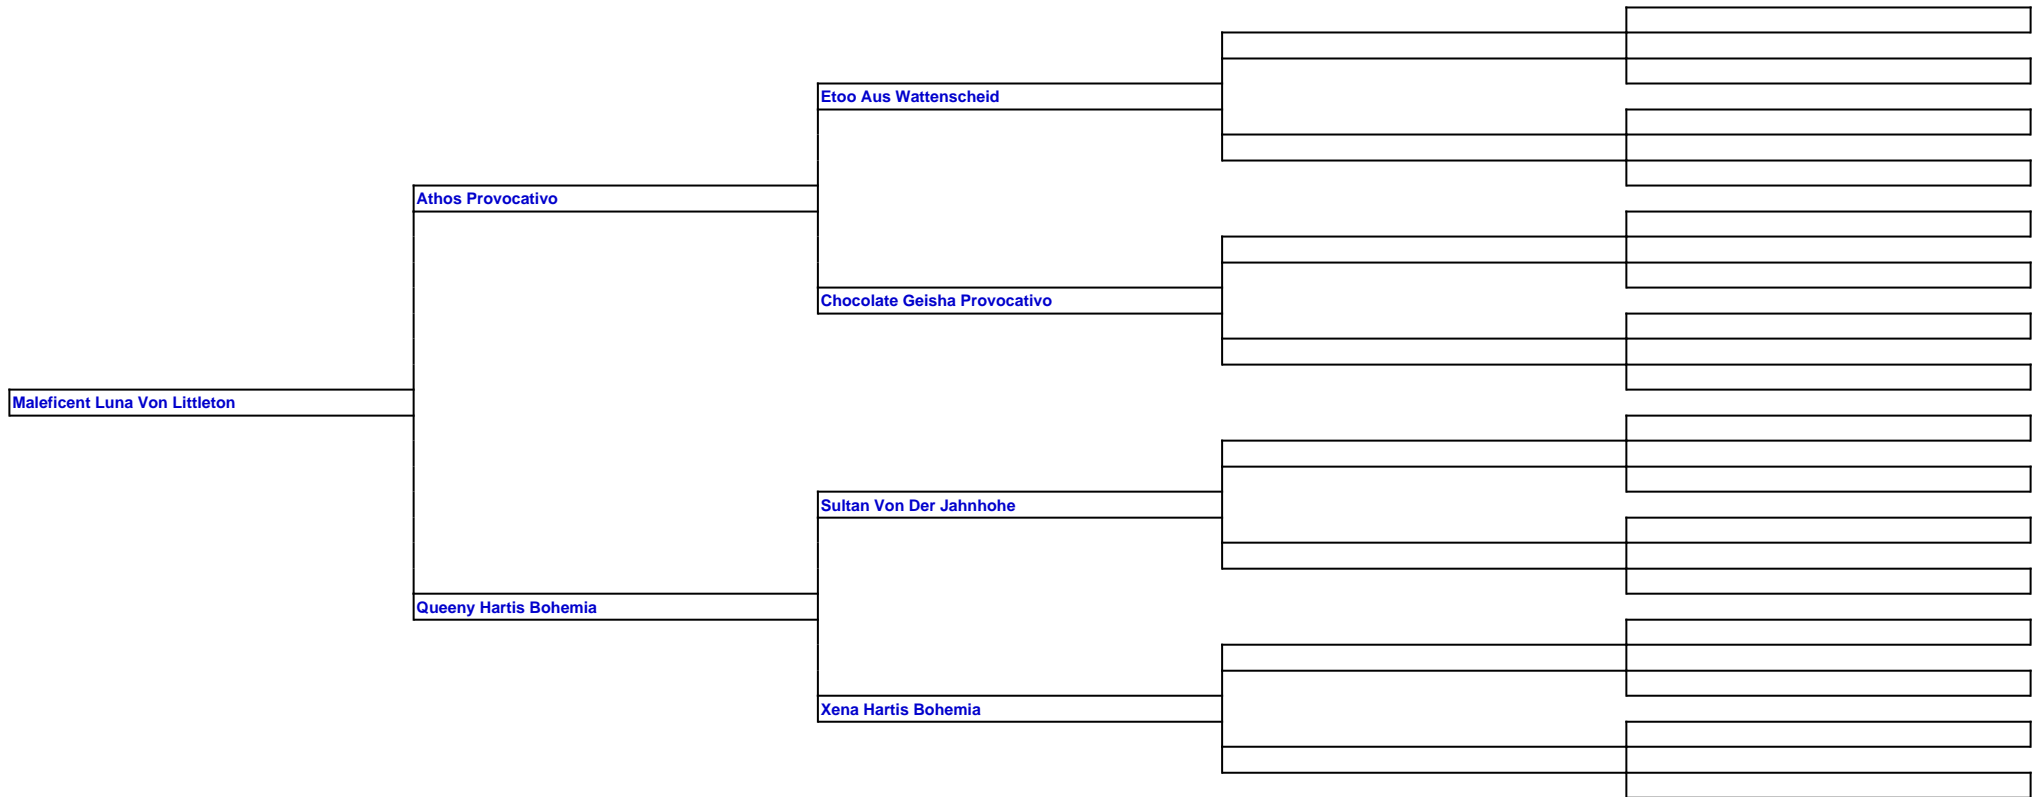 Etoo Aus Wattenscheid
Athos Provocativo
Chocolate Geisha Provocativo
Maleficent Luna Von Littleton
Sultan Von Der Jahnhohe
Queeny Hartis Bohemia
Xena Hartis Bohemia